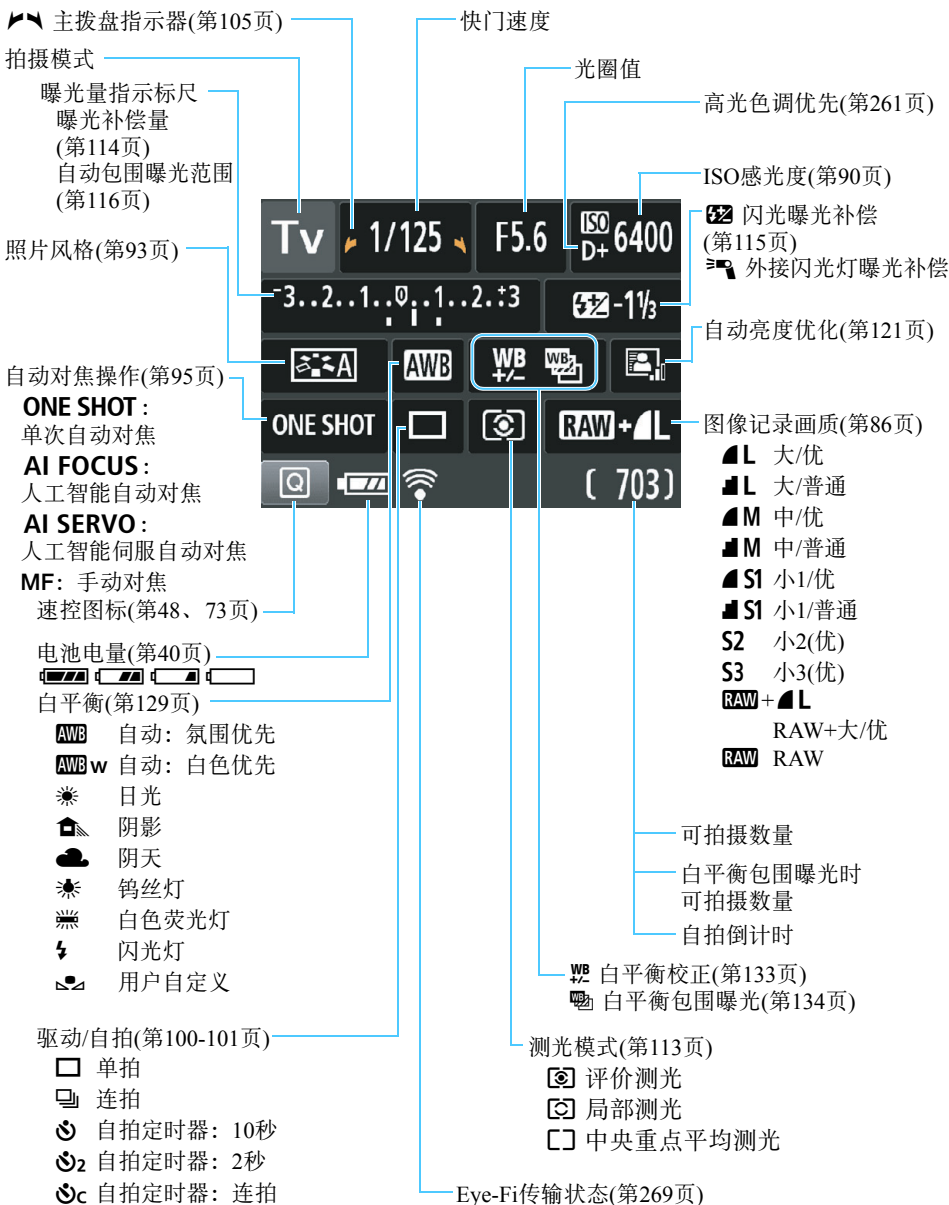 主拨盘指示器(第105页)
快门速度
拍摄模式
光圈值
曝光量指示标尺
曝光补偿量
(第114页)
自动包围曝光范围
(第116页)
高光色调优先(第261页)
ISO感光度(第90页)
闪光曝光补偿
(第115页)
外接闪光灯曝光补偿
照片风格(第93页)
自动亮度优化(第121页)
Tv 1/125 F5.6 ISO D+ 6400
-3..2..1..0..1..2.+3 -1⅓
A AWB WB +/- WB
ONE SHOT RAW+L
Q (703)
自动对焦操作(第95页)
ONE SHOT:
单次自动对焦
AI FOCUS:
人工智能自动对焦
AI SERVO:
人工智能伺服自动对焦
MF: 手动对焦
速控图标(第48、73页)
电池电量(第40页)
白平衡(第129页)
AWB 自动: 氛围优先
AWB w 自动: 白色优先
日光
阴影
阴天
钨丝灯
白色荧光灯
闪光灯
用户自定义
驱动/自拍(第100-101页)
单拍
连拍
自拍定时器: 10秒
2 自拍定时器: 2秒
C 自拍定时器: 连拍
图像记录画质(第86页)
L 大/优
L 大/普通
M 中/优
M 中/普通
S1 小1/优
S1 小1/普通
S2 小2(优)
S3 小3(优)
RAW+L
RAW+大/优
RAW RAW
可拍摄数量
白平衡包围曝光时
可拍摄数量
自拍倒计时
WB +/- 白平衡校正(第133页)
WB 白平衡包围曝光(第134页)
测光模式(第113页)
评价测光
局部测光
中央重点平均测光
Eye-Fi传输状态(第269页)